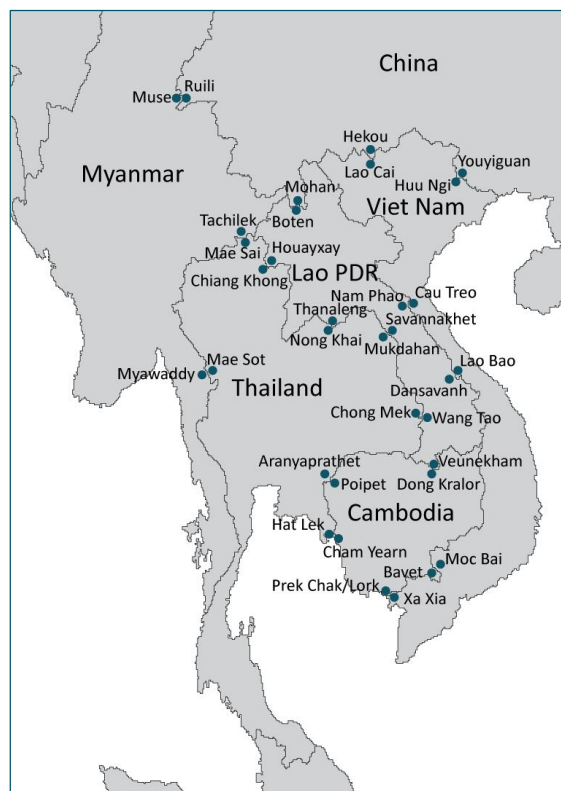 China
Ruili
Muse
Hekou
Youyiguan
Lao Cai
Myanmar
Huu Ngi
Mohan
Viet Nam
Tachilek
Boten
Mae Sai
Houayxay
Lao PDR
Chiang Khong
Nam Phao
Cau Treo
Thanaleng
Savannakhet
Nong Khai
Mukdahan
Lao Bao
Mae Sot
Myawaddy
Thailand
Dansavanh
Chong Mek
Wang Tao
Aranyaprathet
Veunekham
Poipet
Dong Kralor
Cambodia
Hat Lek
Cham Yearn
Moc Bai
Bavet
Prek Chak/Lork
Xa Xia